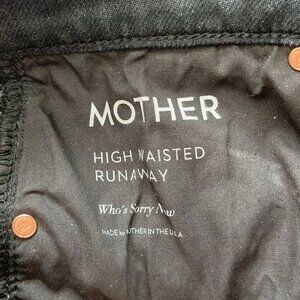 MOTHER
HIGH WAISTED
RUNAWAY
Who's Sorry Now
MADE by MOTHER IN THE U.S.A